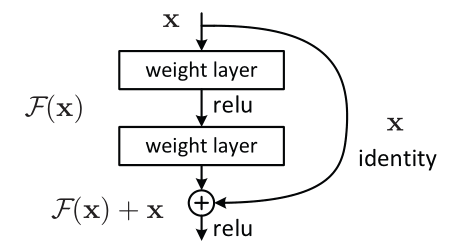 x
weight layer
relu
F(x)
x
identity
weight layer
F(x) + x
+
relu